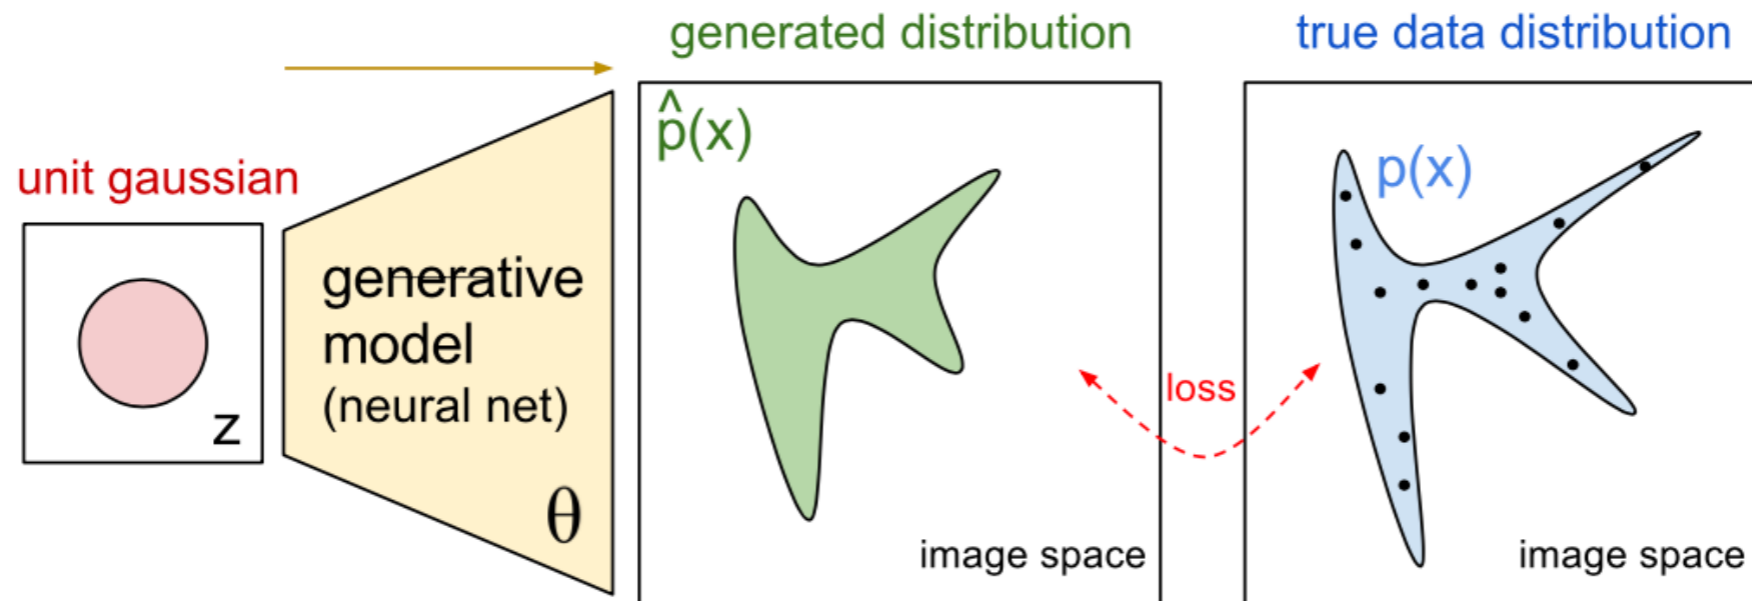 unit gaussian
z
generative
model
(neural net)
θ
generated distribution
p̂(x)
image space
loss
true data distribution
p(x)
image space